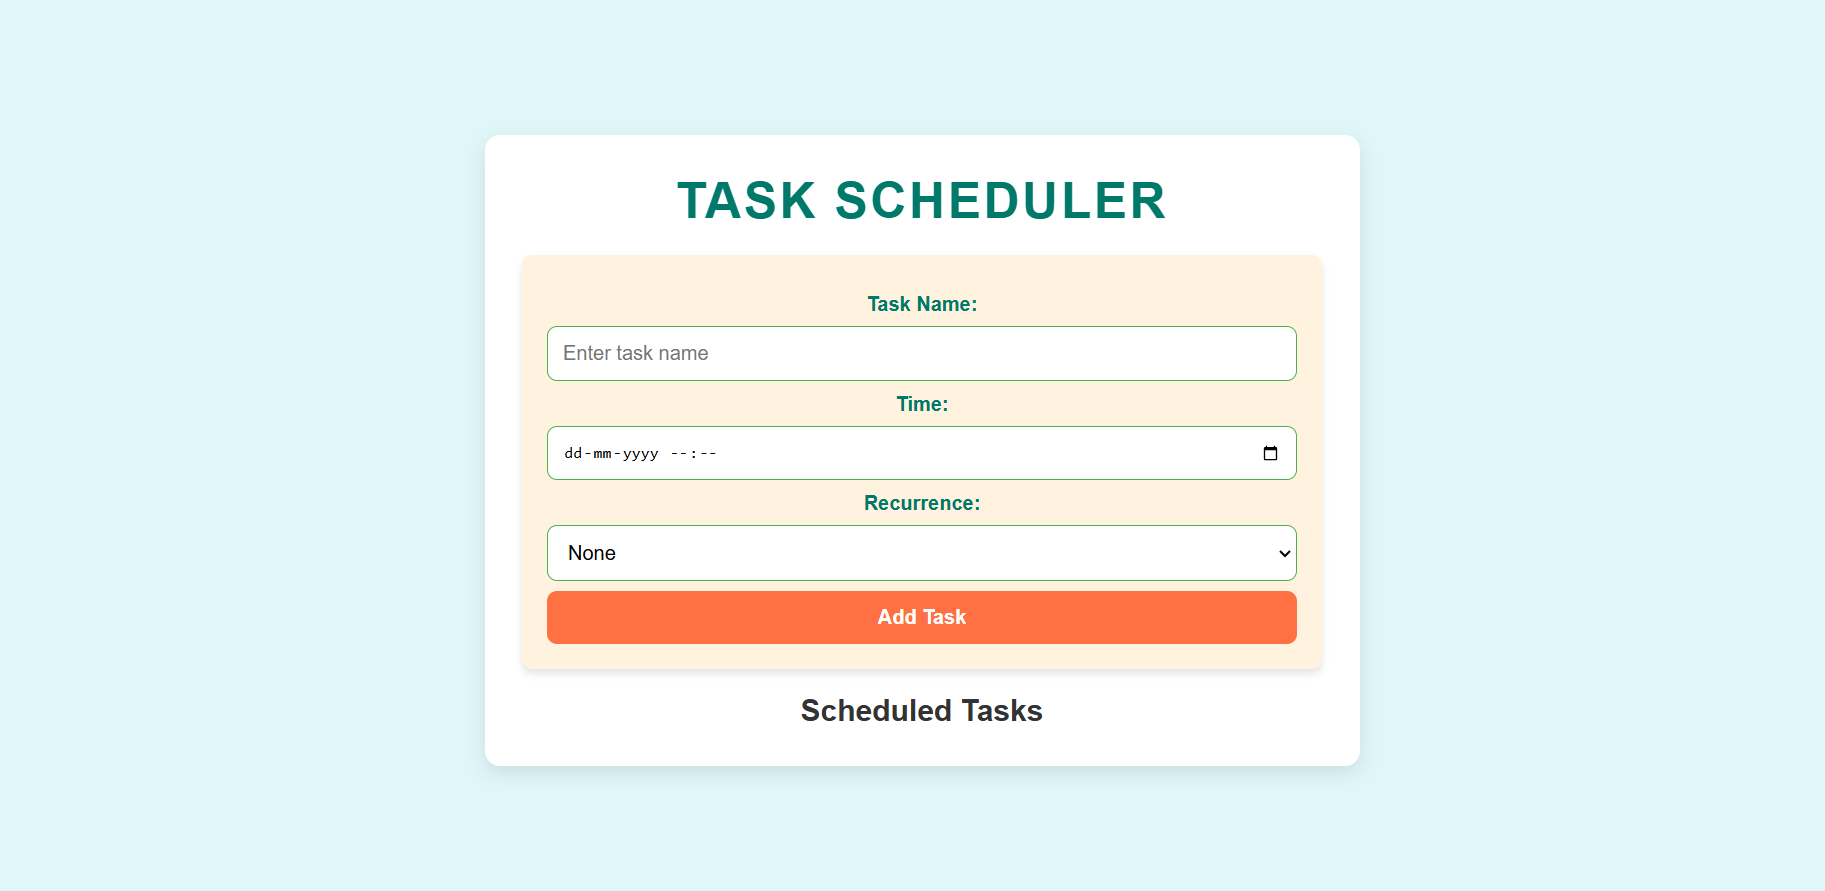 TASK SCHEDULER
Task Name:
Enter task name
Time:
dd-mm-yyyy --:--
Recurrence:
None
Add Task
Scheduled Tasks